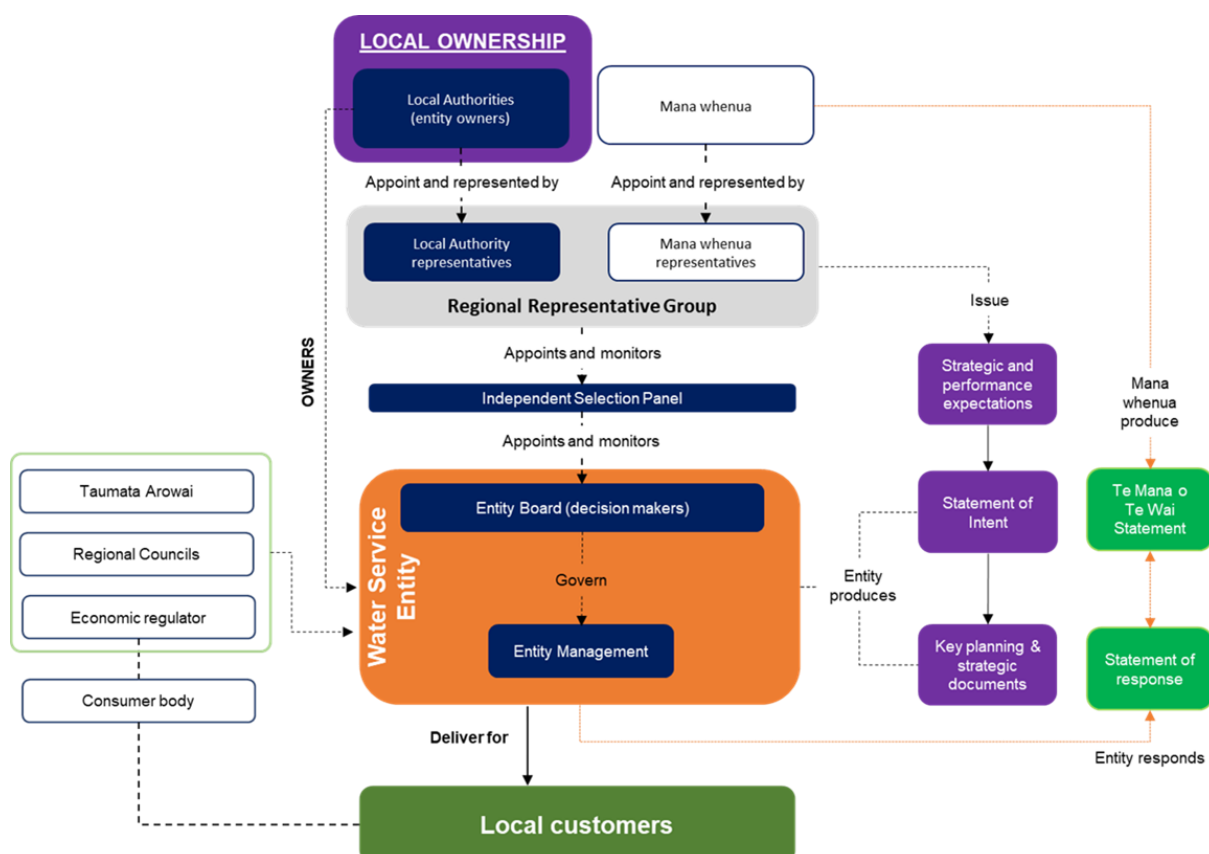 LOCAL OWNERSHIP
Local Authorities
(entity owners)
Mana whenua
Appoint and represented by
Appoint and represented by
Local Authority
representatives
Mana whenua
representatives
Regional Representative Group
Issue
OWNERS
Appoints and monitors
Strategic and
performance
expectations
Mana
whenua
produce
Independent Selection Panel
Appoints and monitors
Taumata Arowai
Regional Councils
Economic regulator
Consumer body
Water Service
Entity
Entity Board (decision makers)
Govern
Entity Management
Entity
produces
Statement of
Intent
Key planning &
strategic
documents
Te Mana o
Te Wai
Statement
Statement of
response
Deliver for
Entity responds
Local customers